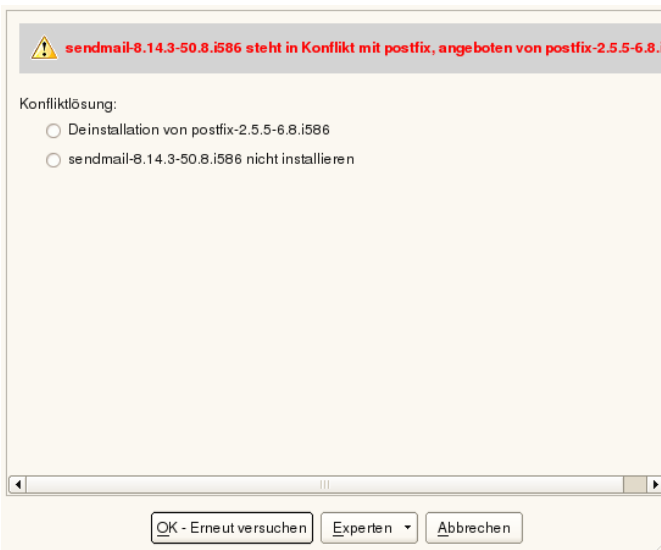 sendmail-8.14.3-50.8.i586 steht in Konflikt mit postfix, angeboten von postfix-2.5.5-6.8.
Konfliktlösung:
Deinstallation von postfix-2.5.5-6.8.i586
sendmail-8.14.3-50.8.i586 nicht installieren
OK - Erneut versuchen
Experten
Abbrechen